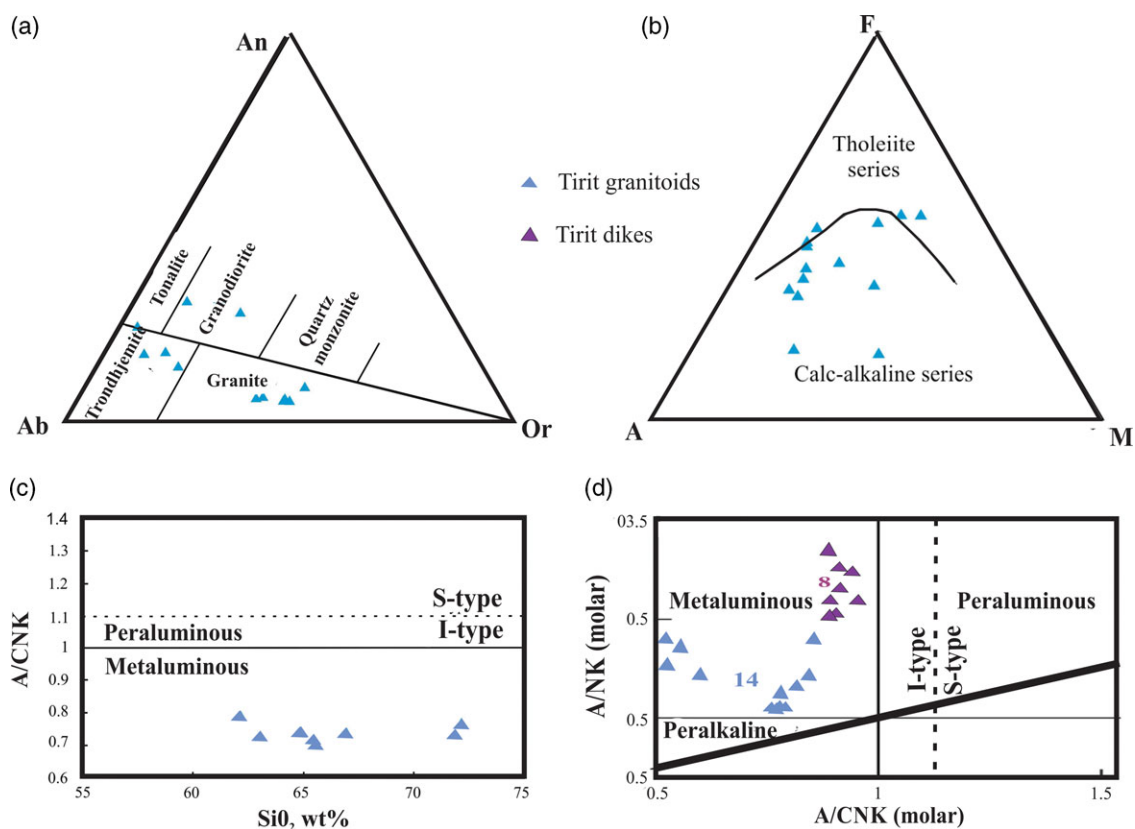 (a)
An
Tonalite
Granodiorite
Quartz
monzonite
Trondhjemite
Granite
Ab
Or
Tirit granitoids
Tirit dikes
(b)
F
Tholeiite
series
Calc-alkaline series
A
M
(c)
A/CNK
1.4
1.3
1.2
1.1
1
0.9
0.8
0.7
0.6
S-type
I-type
Peraluminous
Metaluminous
55
60
65
70
75
Si0, wt%
(d)
A/NK (molar)
03.5
0.5
0.5
0.5
8
Metaluminous
Peraluminous
14
I-type
S-type
Peralkaline
0.5
1
1.5
A/CNK (molar)